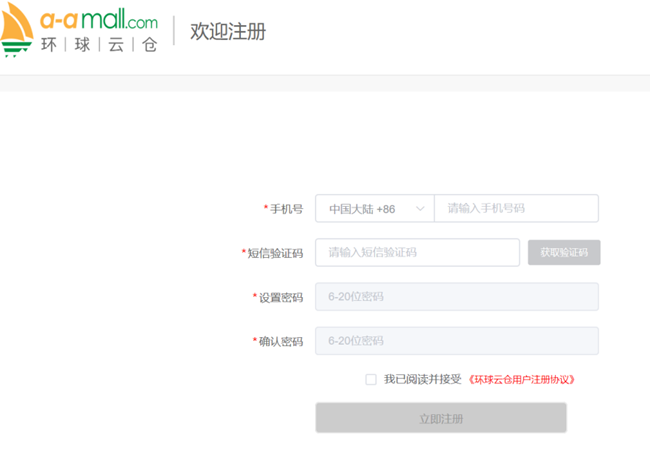 a-amall.com
环|球|云|仓
欢迎注册
*手机号 中国大陆 +86 请输入手机号码
*短信验证码 请输入短信验证码 获取验证码
*设置密码 6-20位密码
*确认密码 6-20位密码
我已阅读并接受 《环球云仓用户注册协议》
立即注册